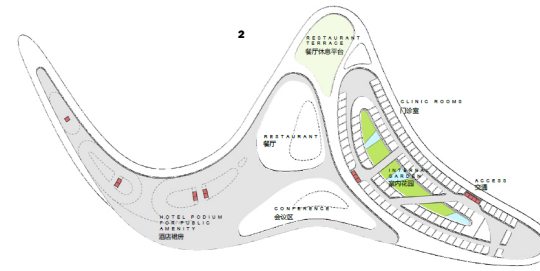 2
RESTAURANT
TERRACE
餐厅休息平台
CLINIC ROOMS
门诊室
RESTAURANT
餐厅
INTERNAL
GARDEN
室内花园
ACCESS
交通
CONFERENCE
会议区
HOTEL PODIUM
FOR PUBLIC
AMENITY
酒店裙房